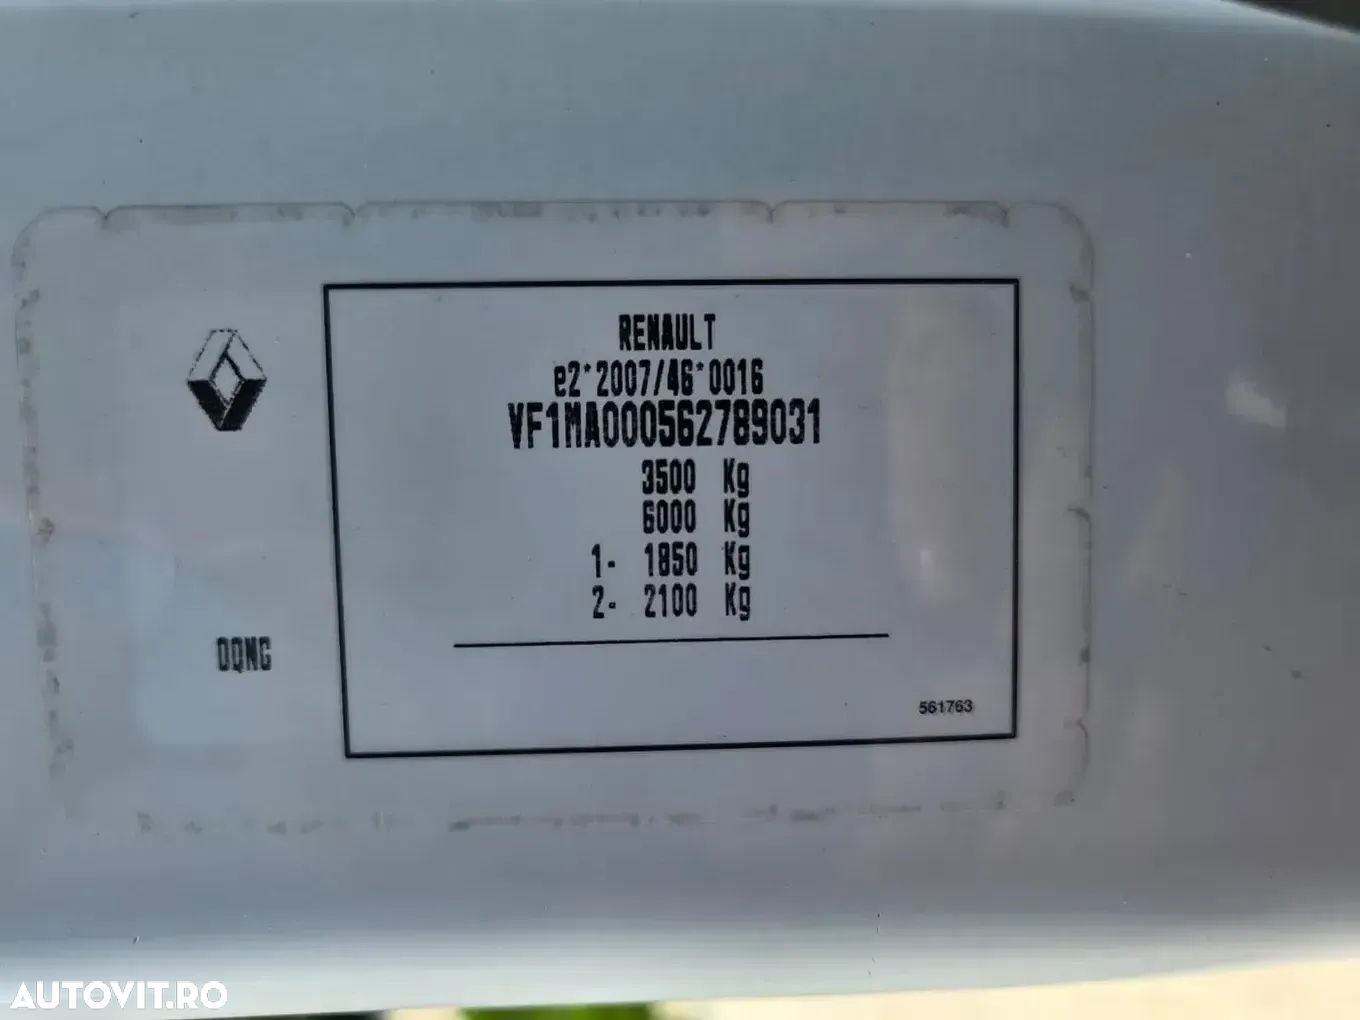 RENAULT
e2*2007/46*0016
VF1MA000562789031
3500 Kg
6000 Kg
1- 1850 Kg
2- 2100 Kg
OQNG
561763
AUTOVIT.RO